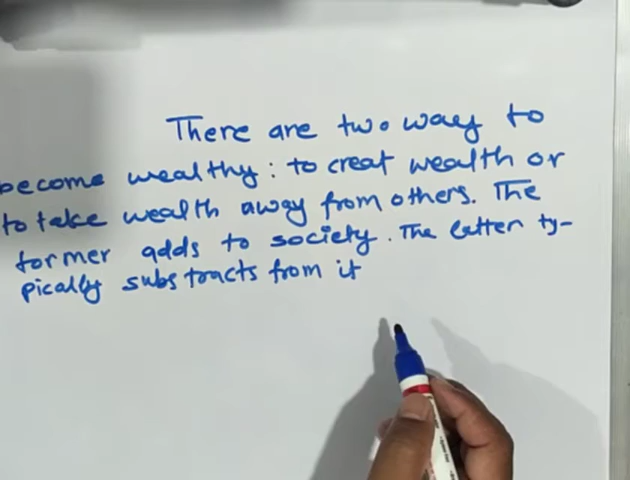 There are two way to
become wealthy: to creat wealth or
to take wealth away from others. The
former adds to society. The letter ty-
pically substracts from it